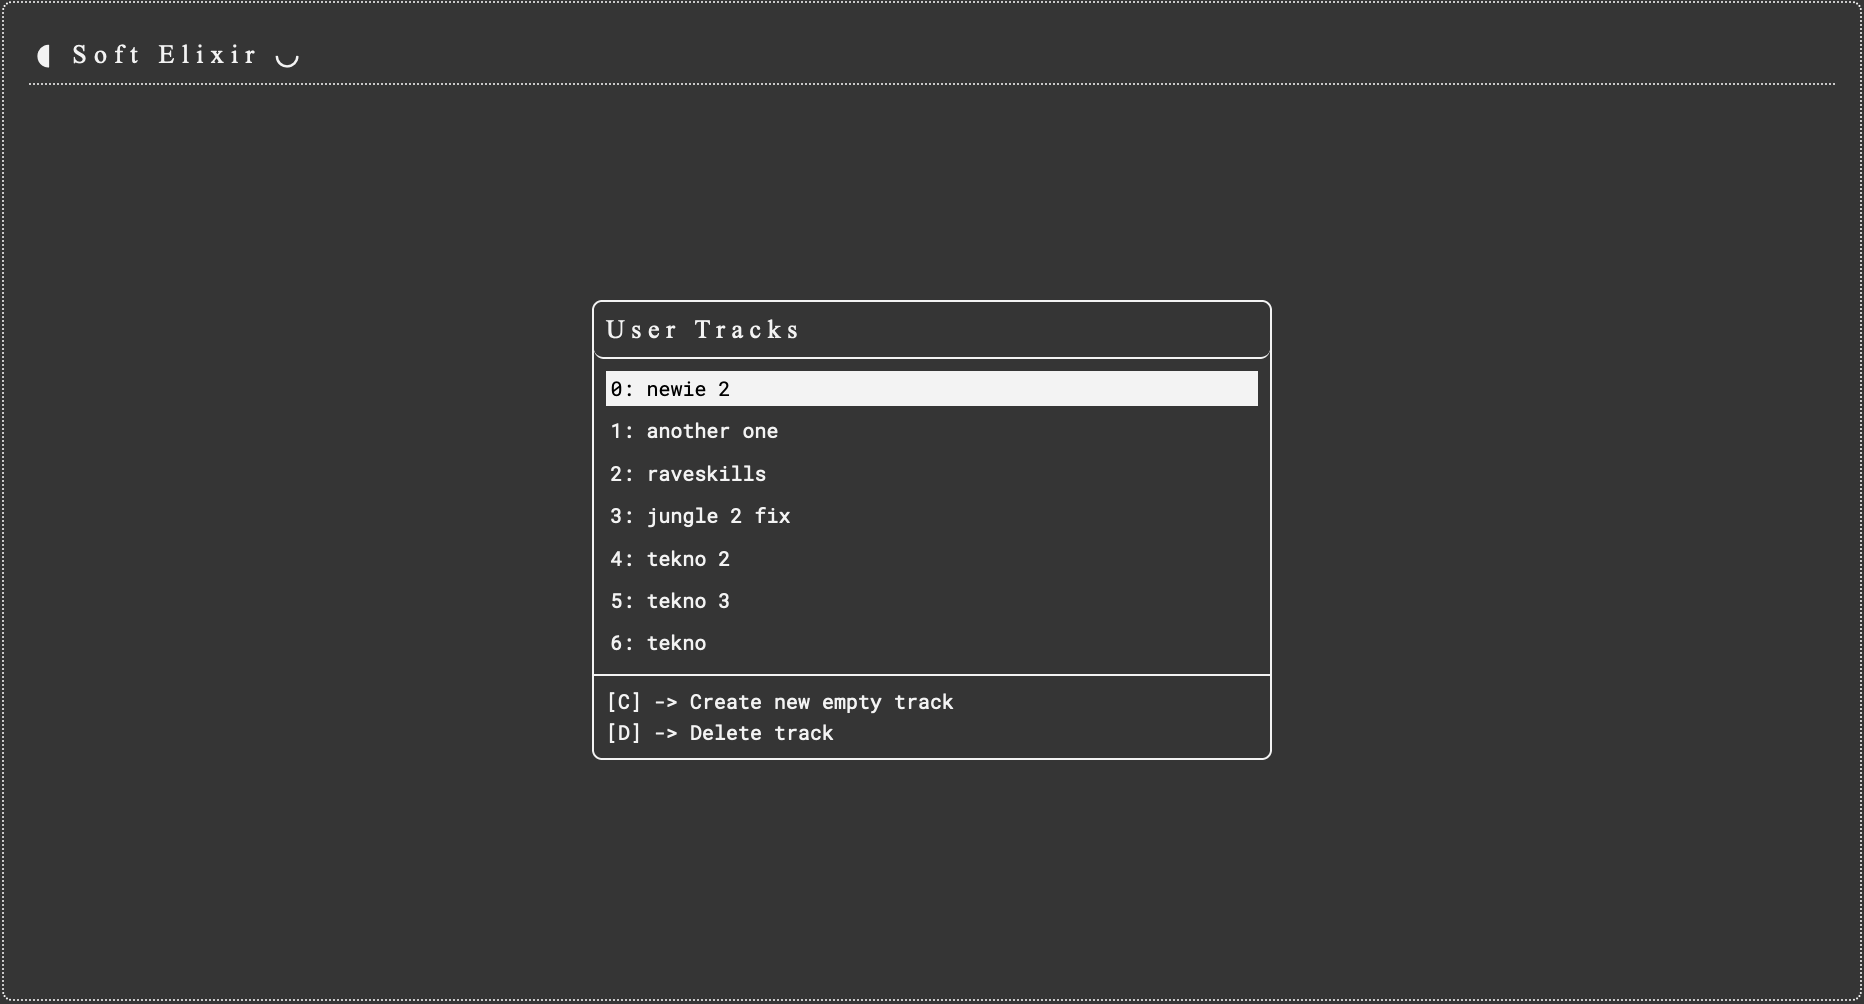 Soft Elixir
User Tracks
0: newie 2
1: another one
2: raveskills
3: jungle 2 fix
4: tekno 2
5: tekno 3
6: tekno
[C] -> Create new empty track
[D] -> Delete track